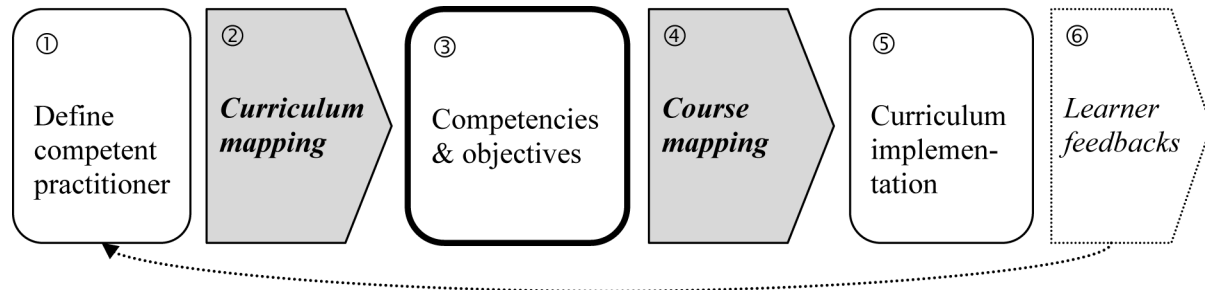 ①
Define
competent
practitioner
②
Curriculum
mapping
③
Competencies
& objectives
④
Course
mapping
⑤
Curriculum
implemen-
tation
⑥
Learner
feedbacks